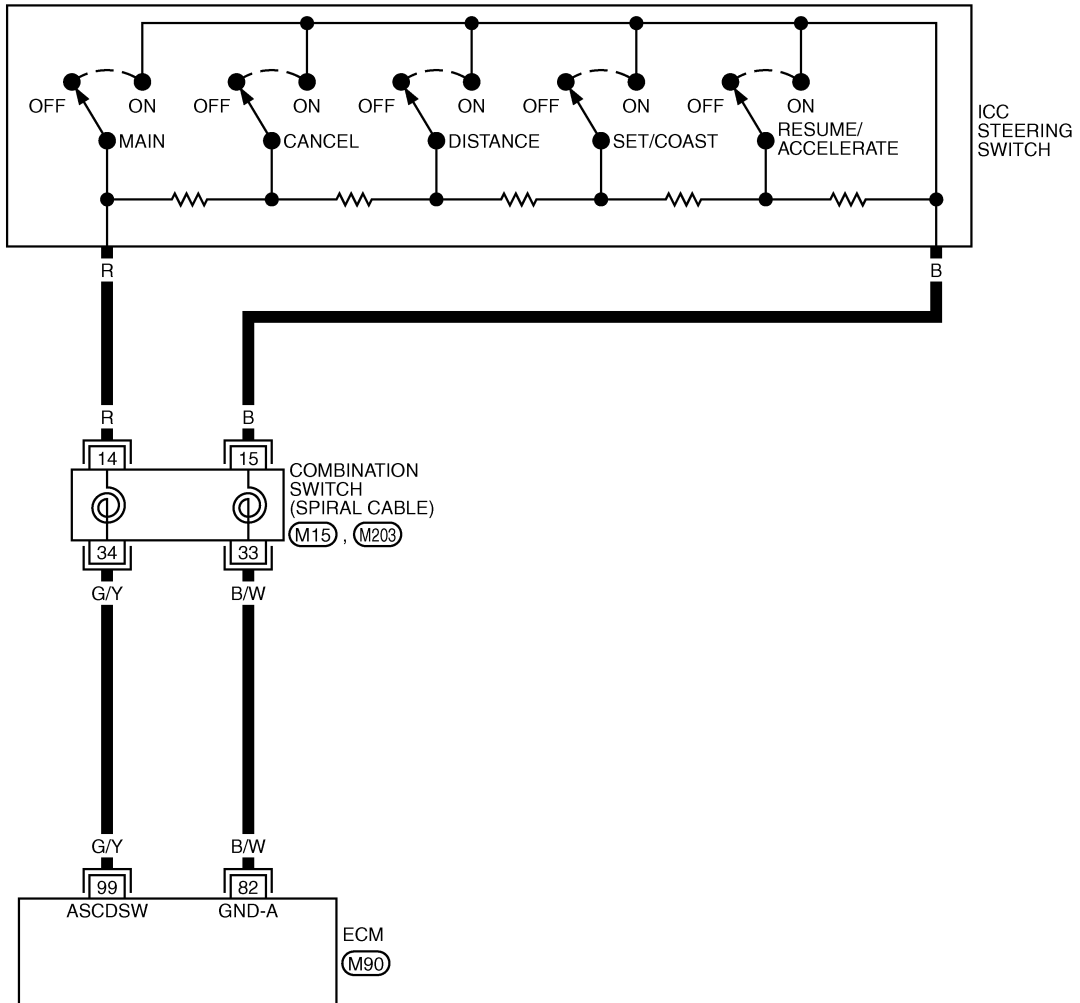 OFF ON OFF ON OFF ON OFF ON OFF ON
MAIN CANCEL DISTANCE SET/COAST RESUME/
ACCELERATE
ICC
STEERING
SWITCH
R B
R B
14 15
COMBINATION
SWITCH
(SPIRAL CABLE)
M15 , M203
34 33
G/Y B/W
G/Y B/W
99 82
ASCDSW GND-A
ECM
M90